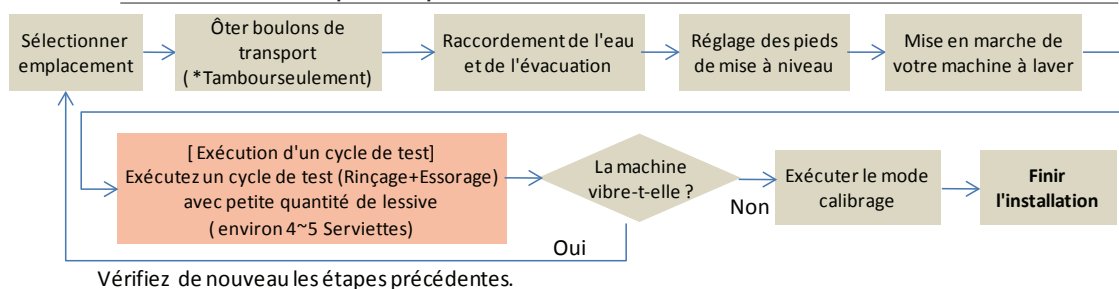 Sélectionner
emplacement
Ôter boulons de
transport
( *Tambourseulement)
Raccordement de l'eau
et de l'évacuation
Réglage des pieds
de mise à niveau
Mise en marche de
votre machine à laver
[ Exécution d'un cycle de test]
Exécutez un cycle de test (Rinçage+Essorage)
avec petite quantité de lessive
( environ 4~5 Serviettes)
La machine
vibre-t-elle ?
Non
Exécuter le mode
calibrage
Finir
l'installation
Oui
Vérifiez de nouveau les étapes précédentes.